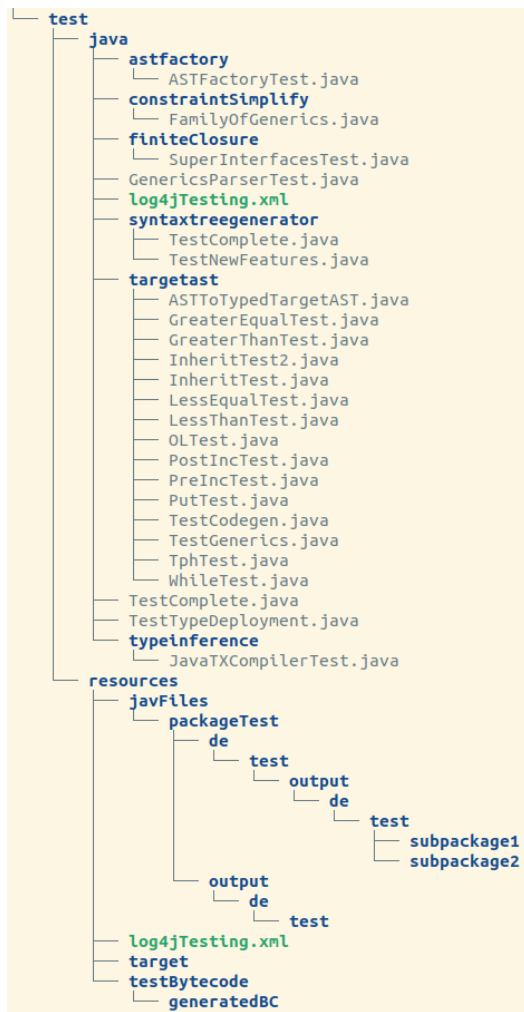 test
java
astfactory
ASTFactoryTest.java
constraintSimplify
FamilyOfGenerics.java
finiteClosure
SuperInterfacesTest.java
GenericsParserTest.java
log4jTesting.xml
syntaxtreegenerator
TestComplete.java
TestNewFeatures.java
targetast
ASTToTypedTargetAST.java
GreaterEqualTest.java
GreaterThanTest.java
InheritTest2.java
InheritTest.java
LessEqualTest.java
LessThanTest.java
OLTest.java
PostIncTest.java
PreIncTest.java
PutTest.java
TestCodegen.java
TestGenerics.java
TphTest.java
WhileTest.java
TestComplete.java
TestTypeDeployment.java
typeinference
JavaTXCompilerTest.java
resources
javFiles
packageTest
de
test
output
de
test
subpackage1
subpackage2
output
de
test
log4jTesting.xml
target
testBytecode
generatedBC